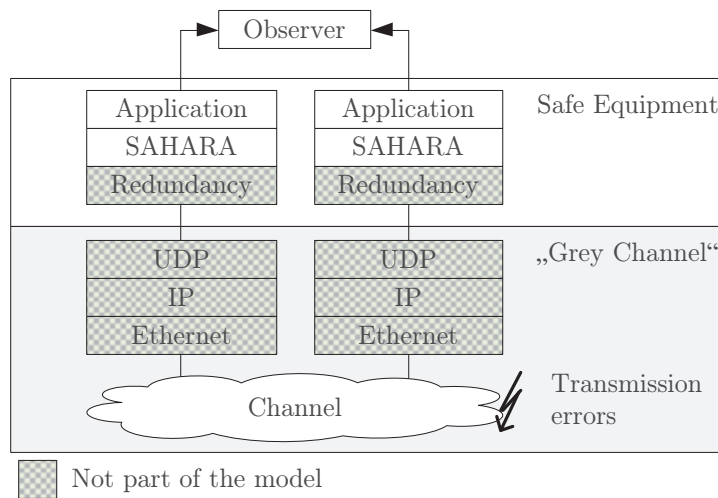 Observer
Application
Application
Safe Equipment
SAHARA
SAHARA
Redundancy
Redundancy
UDP
UDP
„Grey Channel“
IP
IP
Ethernet
Ethernet
Channel
Transmission
errors
Not part of the model